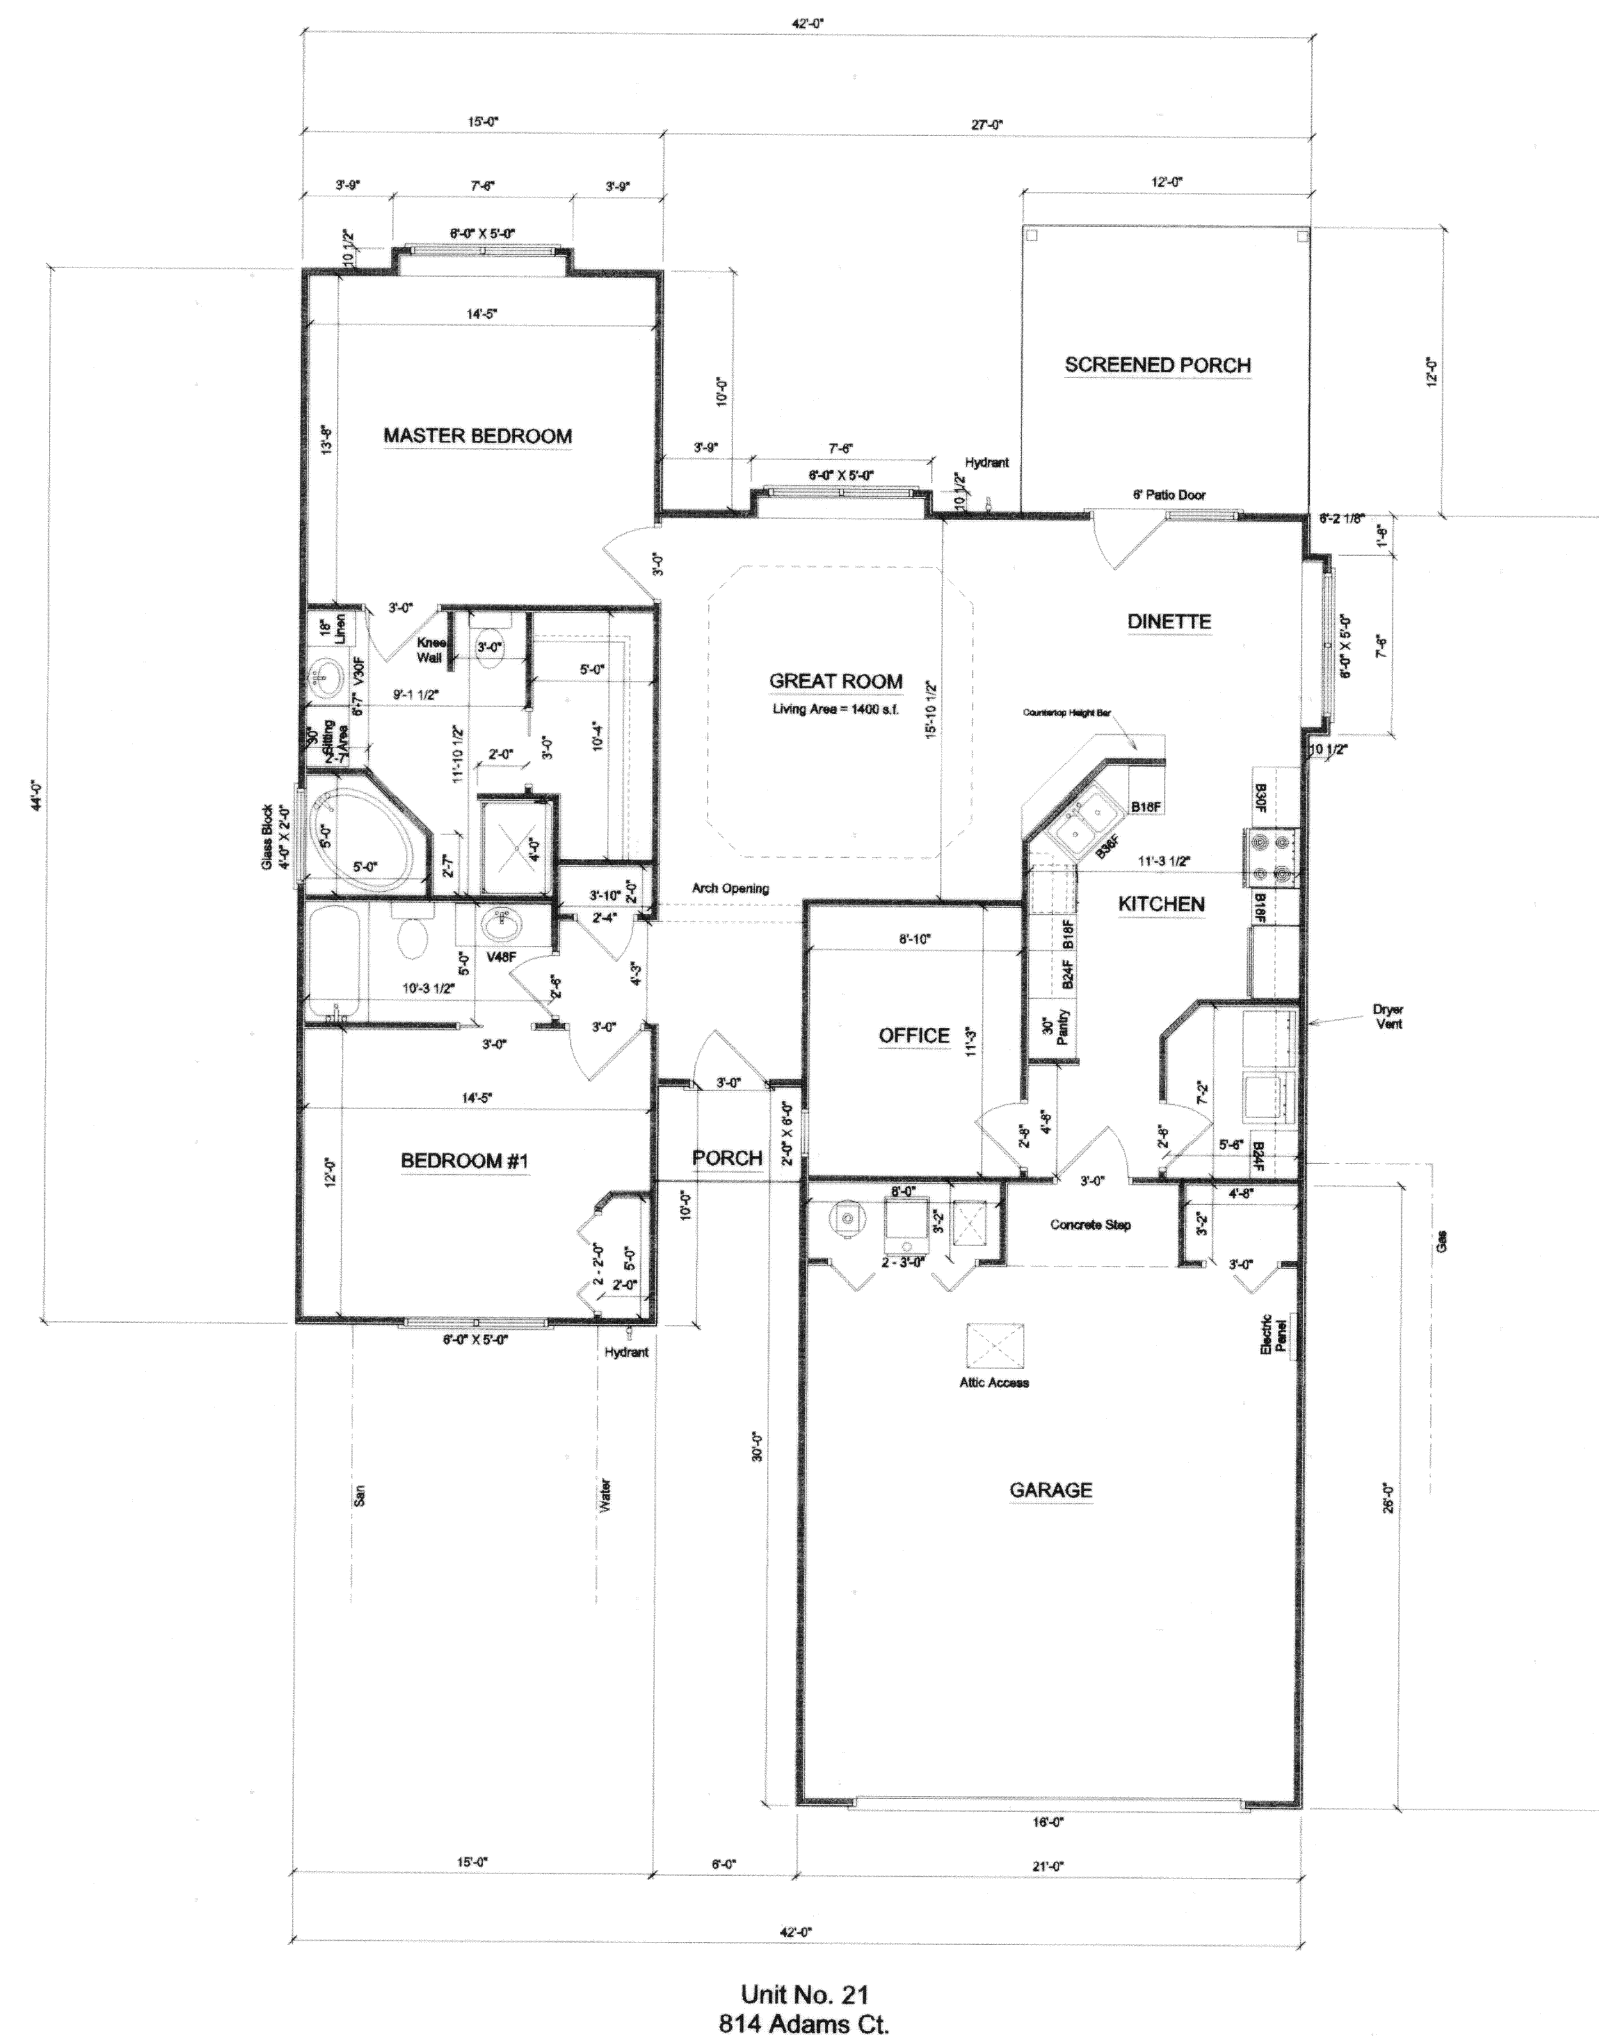 42'-0"
15'-0"
27'-0"
3'-9"
7'-6"
3'-9"
12'-0"
10 1/2"
6'-0" X 5'-0"
14'-5"
SCREENED PORCH
12'-0"
10'-0"
13'-8"
MASTER BEDROOM
3'-9"
7'-6"
Hydrant
6'-0" X 5'-0"
10 1/2"
6' Patio Door
6'-2 1/8"
1'-8"
3'-0"
3'-0"
18"
Linen
Knee
Wall
3'-0"
DINETTE
6'-0" X 5'-0"
7'-6"
5'-0"
V30F
6'-7"
9'-1 1/2"
GREAT ROOM
Living Area = 1400 s.f.
15'-10 1/2"
Countertop Height Bar
30"
Sitting
Area
2'-7"
11'-10 1/2"
2'-0"
3'-0"
10'-4"
10 1/2"
44'-0"
Glass Block
4'-0" X 2'-0"
5'-0"
5'-0"
2'-7"
4'-0"
B18F
B36F
B30F
11'-3 1/2"
3'-10"
2'-0"
2'-4"
Arch Opening
KITCHEN
B18F
V48F
5'-0"
10'-3 1/2"
2'-6"
4'-3"
8'-10"
B18F
B24F
3'-0"
3'-0"
OFFICE
11'-3"
30"
Pantry
Dryer
Vent
14'-5"
3'-0"
7'-2"
12'-0"
BEDROOM #1
PORCH
2'-0" X 6'-0"
2'-8"
4'-8"
2'-6"
5'-6"
B24F
10'-0"
3'-0"
8'-0"
3'-2"
Concrete Step
4'-8"
3'-2"
2 - 2'-0"
5'-0"
2'-0"
2 - 3'-0"
3'-0"
Gas
6'-0" X 5'-0"
Hydrant
Electric
Panel
Attic Access
30'-0"
San
Water
GARAGE
26'-0"
16'-0"
15'-0"
6'-0"
21'-0"
42'-0"
Unit No. 21
814 Adams Ct.